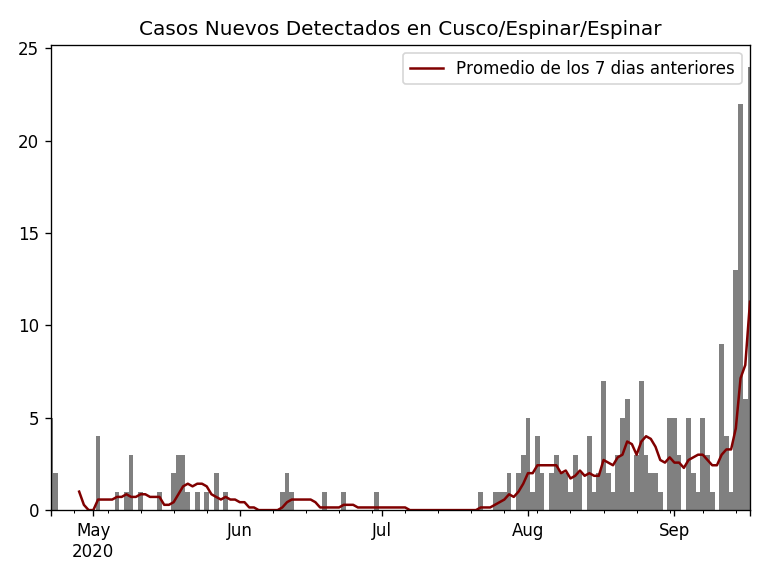 Casos Nuevos Detectados en Cusco/Espinar/Espinar
Promedio de los 7 dias anteriores
25
20
15
10
5
0
May Jun Jul Aug Sep
2020